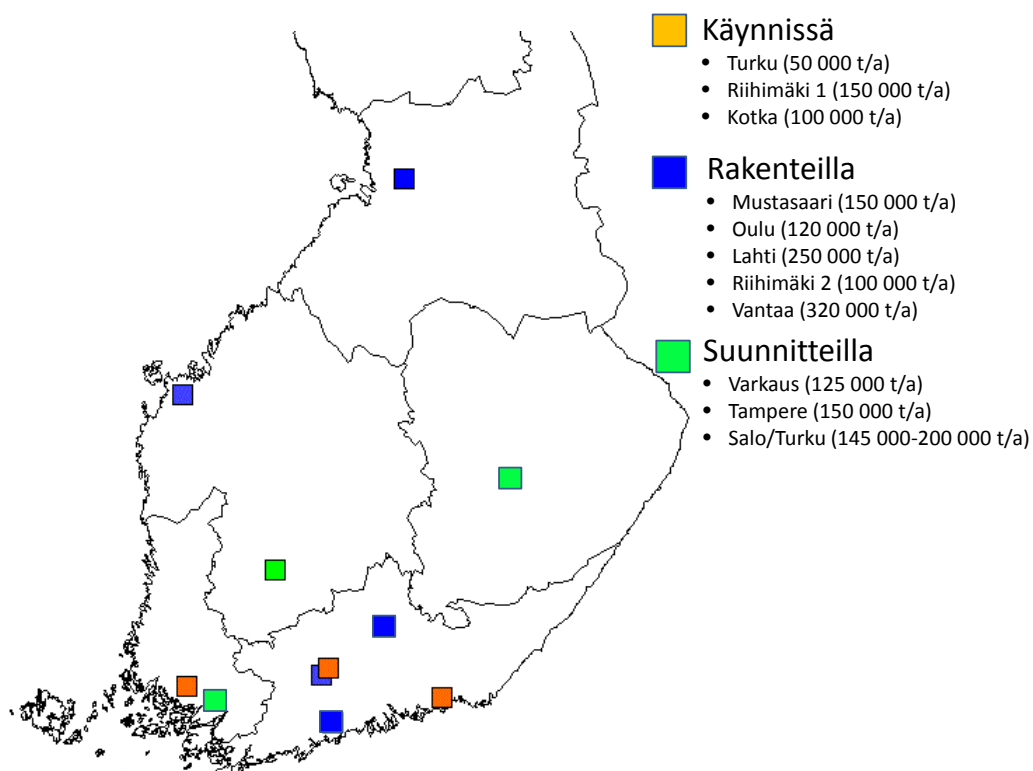 Käynnissä
• Turku (50 000 t/a)
• Riihimäki 1 (150 000 t/a)
• Kotka (100 000 t/a)
Rakenteilla
• Mustasaari (150 000 t/a)
• Oulu (120 000 t/a)
• Lahti (250 000 t/a)
• Riihimäki 2 (100 000 t/a)
• Vantaa (320 000 t/a)
Suunnitteilla
• Varkaus (125 000 t/a)
• Tampere (150 000 t/a)
• Salo/Turku (145 000-200 000 t/a)